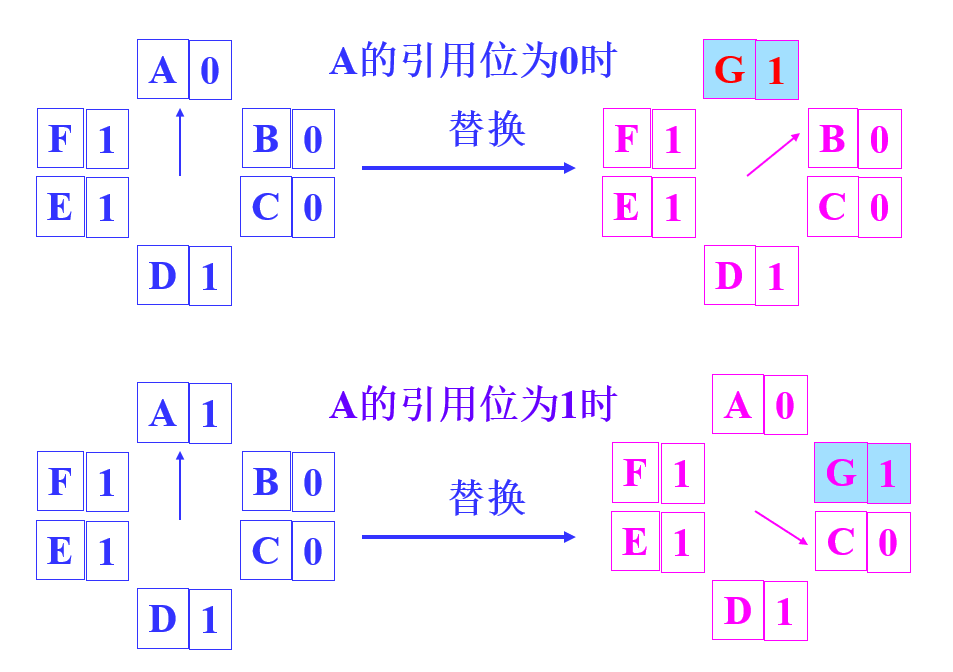 A 0 A的引用位为0时 G 1
F 1 B 0 替换 F 1 B 0
E 1 C 0 E 1 C 0
D 1 D 1
A 1 A的引用位为1时 A 0
F 1 B 0 替换 F 1 G 1
E 1 C 0 E 1 C 0
D 1 D 1